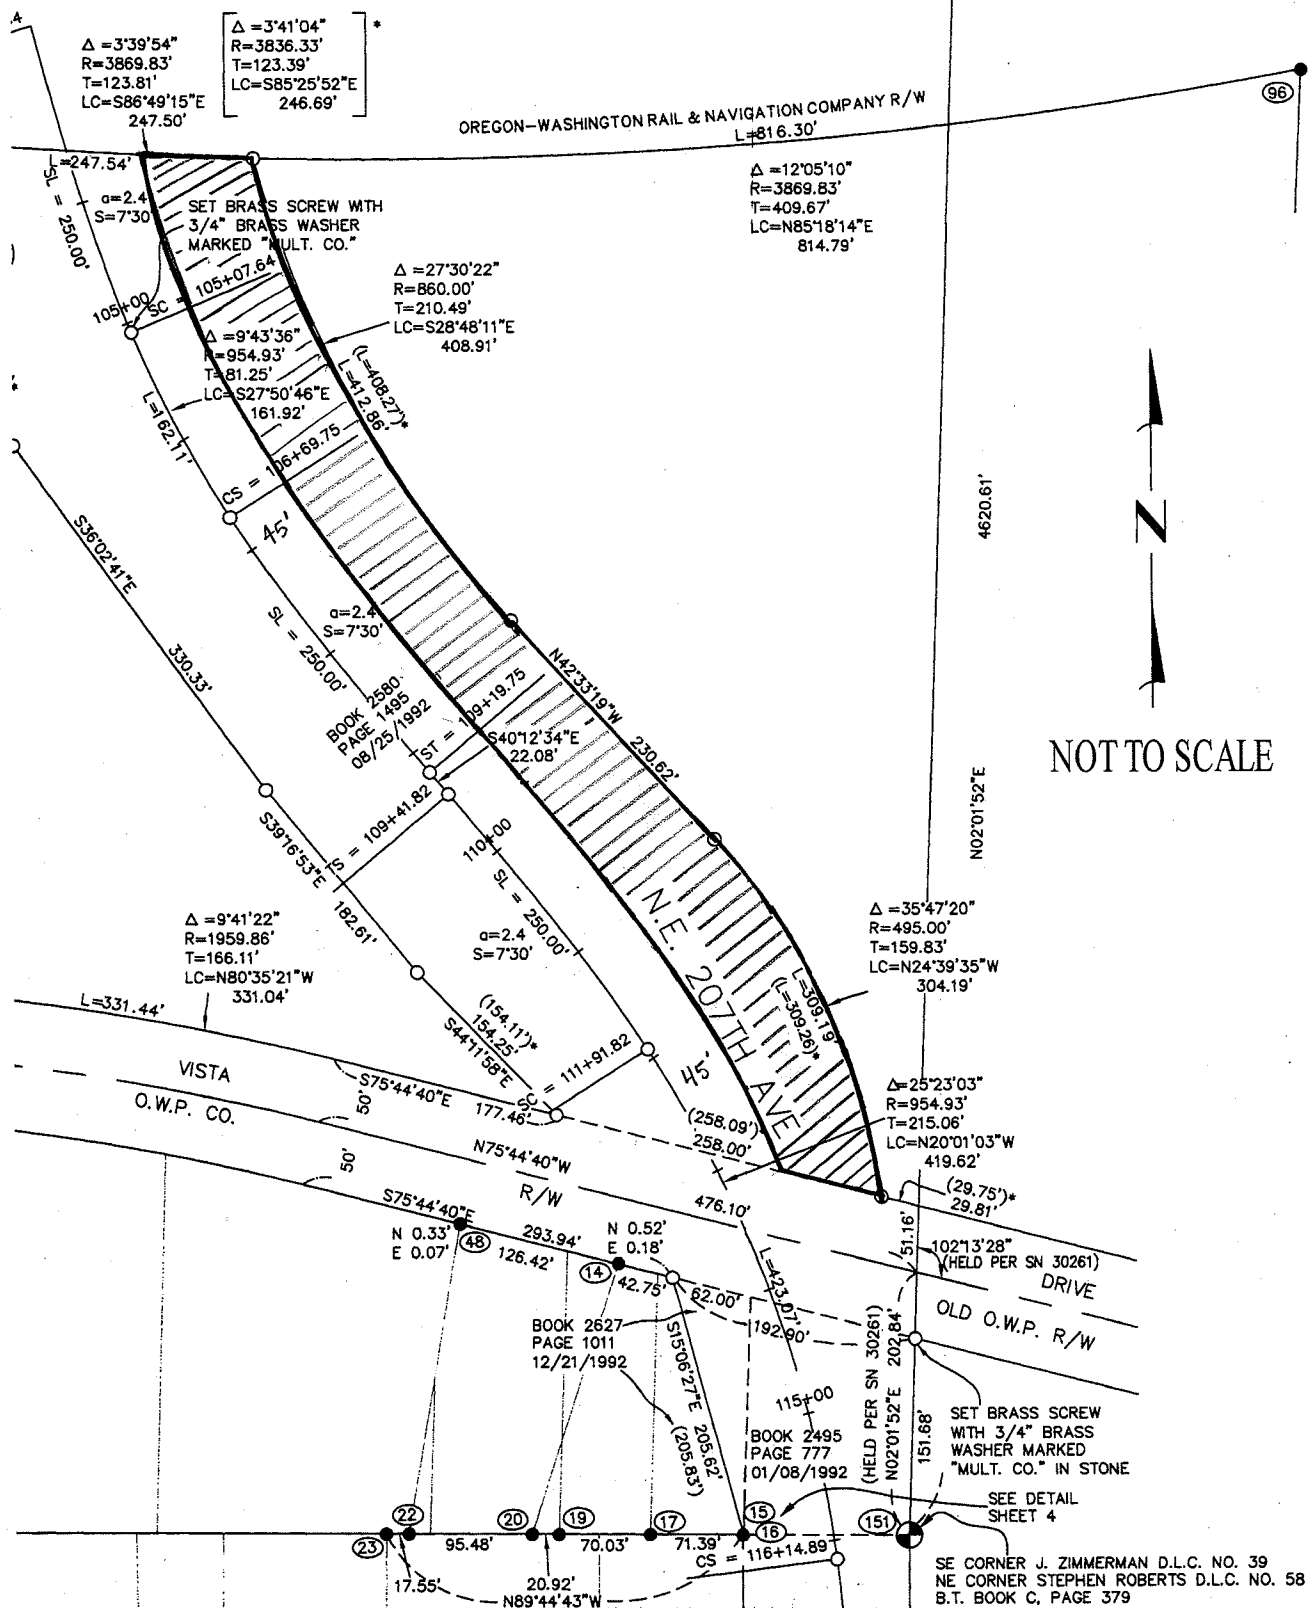 Δ =3°39'54"
R=3869.83'
T=123.81'
LC=S86°49'15"E
247.50'
Δ =3°41'04"
R=3836.33'
T=123.39'
LC=S85°25'52"E
246.69'
*
OREGON-WASHINGTON RAIL & NAVIGATION COMPANY R/W
L=816.30'
96
Δ =12°05'10"
R=3869.83'
T=409.67'
LC=N85°18'14"E
814.79'
L=247.54'
SL = 250.00'
a=2.4
S=7°30'
SET BRASS SCREW WITH
3/4" BRASS WASHER
MARKED "MULT. CO."
105+00
SC = 105+07.64
Δ =27°30'22"
R=860.00'
T=210.49'
LC=S28°48'11"E
408.91'
(L=408.27')*
L=412.86'
Δ =9°43'36"
R=954.93'
T=81.25'
LC=S27°50'46"E
161.92'
L=162.11'
CS = 106+69.75
45'
4620.61'
N
NOT TO SCALE
N02°01'52"E
S36°02'41"E
330.33'
a=2.4
S=7°30'
SL = 250.00'
BOOK 2580
PAGE 1495
08/25/1992
ST = 109+19.75
S40°12'34"E
22.08'
N42°33'19"W
230.62'
TS = 109+41.82
S39°16'53"E
182.61'
110+00
SL = 250.00'
a=2.4
S=7°30'
N.E. 207TH AVE
Δ =35°47'20"
R=495.00'
T=159.83'
LC=N24°39'35"W
304.19'
L=309.19'
(L=309.26')*
Δ =9°41'22"
R=1959.86'
T=166.11'
LC=N80°35'21"W
331.04'
L=331.44'
(154.11')*
154.25'
S44°11'58"E
SC = 111+91.82
45'
VISTA
O.W.P. CO.
S75°44'40"E
177.46'
50'
50'
N75°44'40"W
R/W
(258.09')
258.00'
476.10'
Δ=25°23'03"
R=954.93'
T=215.06'
LC=N20°01'03"W
419.62'
(29.75')*
29.81'
51.16'
102°13'28"
(HELD PER SN 30261)
DRIVE
OLD O.W.P. R/W
S75°44'40"E
293.94'
N 0.33'
E 0.07'
48
126.42'
N 0.52'
E 0.18'
14
42.75'
62.00'
192.90'
L=423.07'
BOOK 2627
PAGE 1011
12/21/1992
S15°06'27"E 205.62'
(205.83')
115+00
BOOK 2495
PAGE 777
01/08/1992
(HELD PER SN 30261)
N02°01'52"E 202.84'
151.68'
SET BRASS SCREW
WITH 3/4" BRASS
WASHER MARKED
"MULT. CO." IN STONE
SEE DETAIL
SHEET 4
22
20
19
17
15
16
151
23
95.48'
70.03'
71.39'
CS = 116+14.89
17.55'
20.92'
N89°44'43"W
SE CORNER J. ZIMMERMAN D.L.C. NO. 39
NE CORNER STEPHEN ROBERTS D.L.C. NO. 58
B.T. BOOK C, PAGE 379